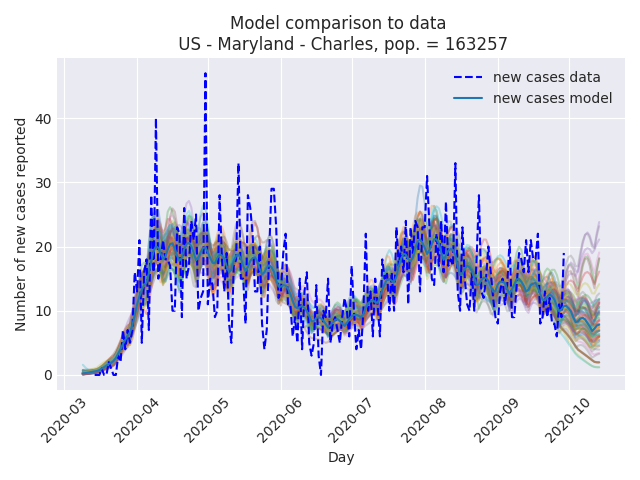 Model comparison to data
US - Maryland - Charles, pop. = 163257
new cases data
new cases model
Number of new cases reported
40
30
20
10
0
2020-03
2020-04
2020-05
2020-06
2020-07
2020-08
2020-09
2020-10
Day